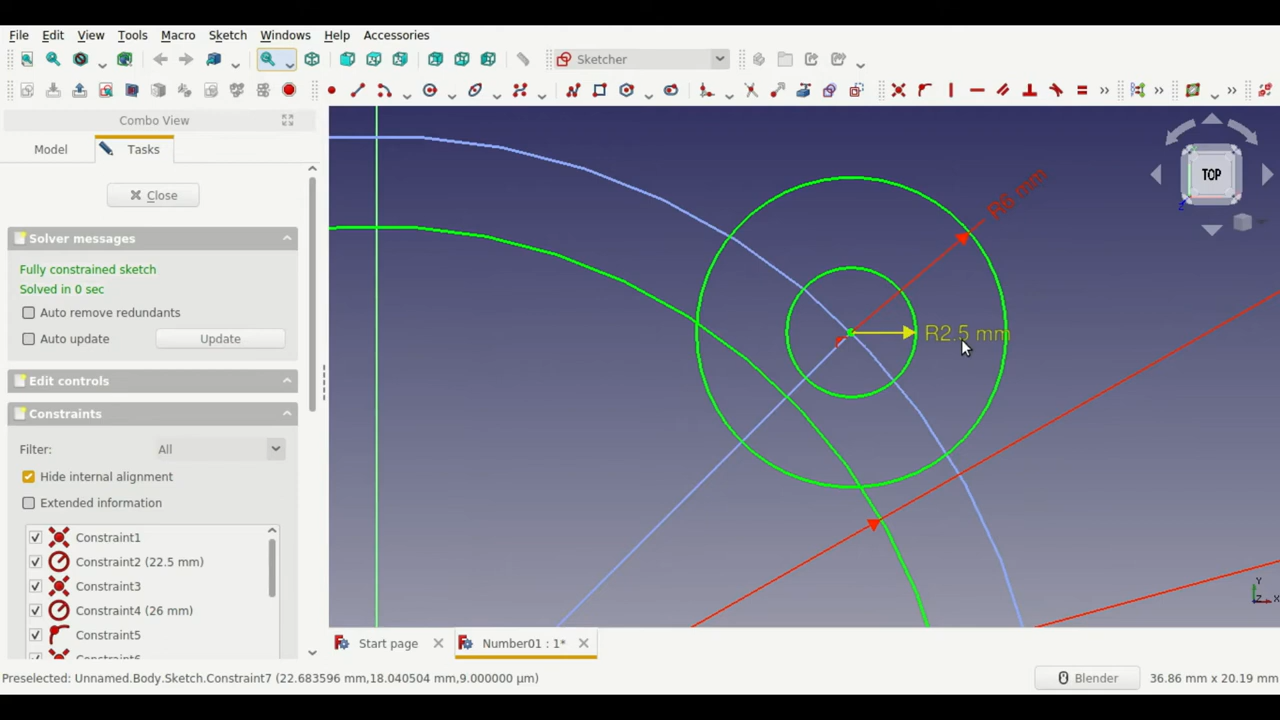 File Edit View Tools Macro Sketch Windows Help Accessories
Sketcher
Combo View
Model Tasks
Close
Solver messages
Fully constrained sketch
Solved in 0 sec
Auto remove redundants
Auto update Update
Edit controls
Constraints
Filter: All
Hide internal alignment
Extended information
Constraint1
Constraint2 (22.5 mm)
Constraint3
Constraint4 (26 mm)
Constraint5
Constraint6
R6 mm
R2.5 mm
TOP
Z
Y
Z X
Start page Number01 : 1*
Preselected: Unnamed.Body.Sketch.Constraint7 (22.683596 mm,18.040504 mm,9.000000 µm) Blender 36.86 mm x 20.19 mm